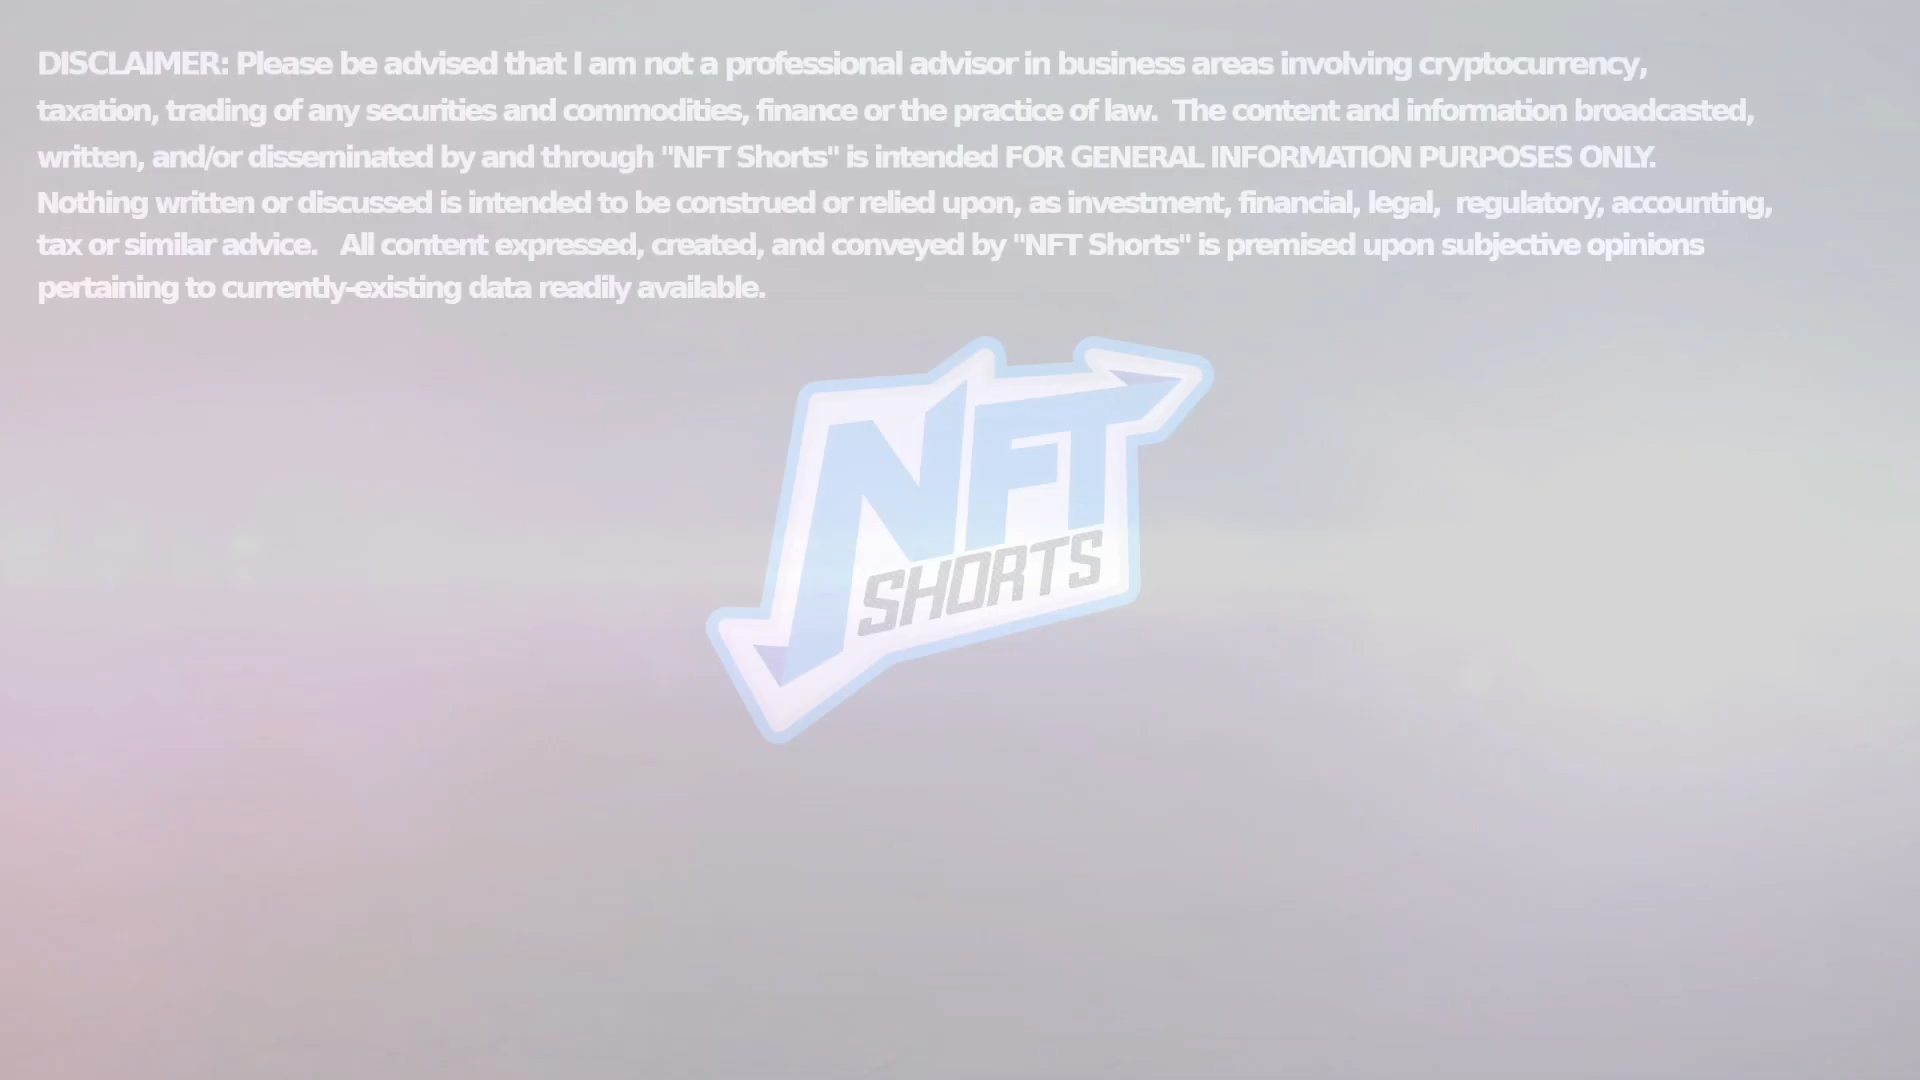 DISCLAIMER: Please be advised that I am not a professional advisor in business areas involving cryptocurrency,
taxation, trading of any securities and commodities, finance or the practice of law.  The content and information broadcasted,
written, and/or disseminated by and through "NFT Shorts" is intended FOR GENERAL INFORMATION PURPOSES ONLY.
Nothing written or discussed is intended to be construed or relied upon, as investment, financial, legal,  regulatory, accounting,
tax or similar advice.   All content expressed, created, and conveyed by "NFT Shorts" is premised upon subjective opinions
pertaining to currently-existing data readily available.
NFT
SHORTS